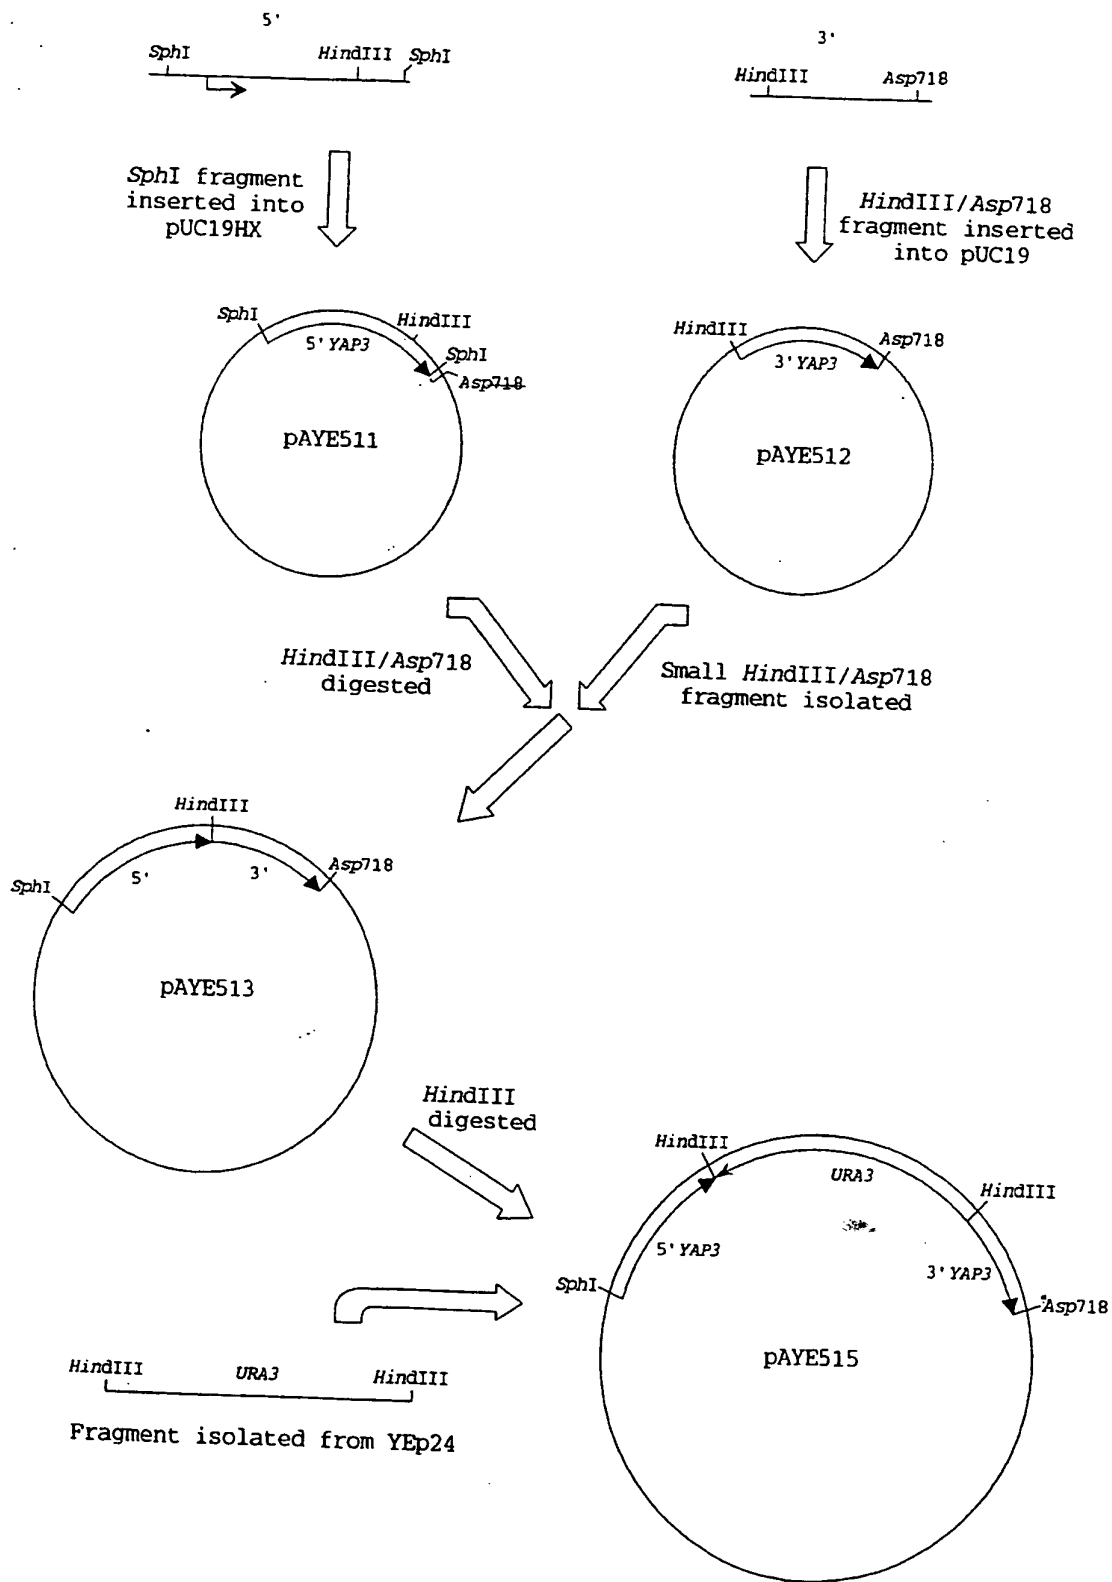 5'
SphI HindIII SphI
3'
HindIII Asp718
SphI fragment
inserted into
pUC19HX
HindIII/Asp718
fragment inserted
into pUC19
SphI
HindIII
5' YAP3
SphI
Asp718
pAYE511
HindIII
Asp718
3' YAP3
pAYE512
HindIII/Asp718
digested
Small HindIII/Asp718
fragment isolated
HindIII
Asp718
SphI
5'
3'
pAYE513
HindIII
digested
HindIII
URA3
HindIII
5' YAP3
3' YAP3
SphI
Asp718
pAYE515
HindIII URA3 HindIII
Fragment isolated from YEp24